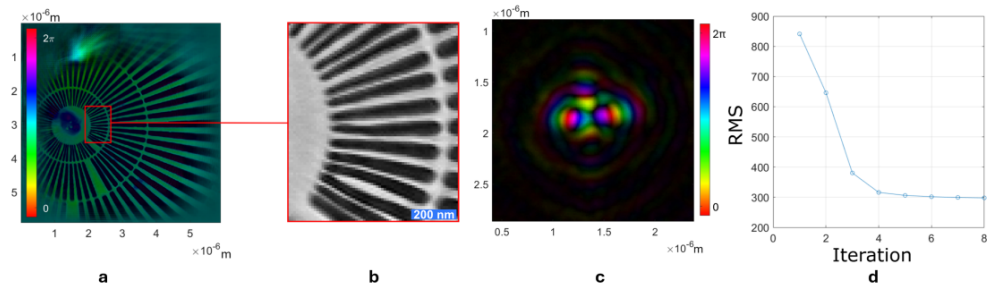 ×10⁻⁶m
2π
1
2
3
4
5
0
1 2 3 4 5
×10⁻⁶m
a
200 nm
b
×10⁻⁶m
1
1.5
2
2.5
2π
0
0.5 1 1.5 2
×10⁻⁶m
c
900
800
700
600
500
400
300
200
RMS
0 2 4 6 8
Iteration
d